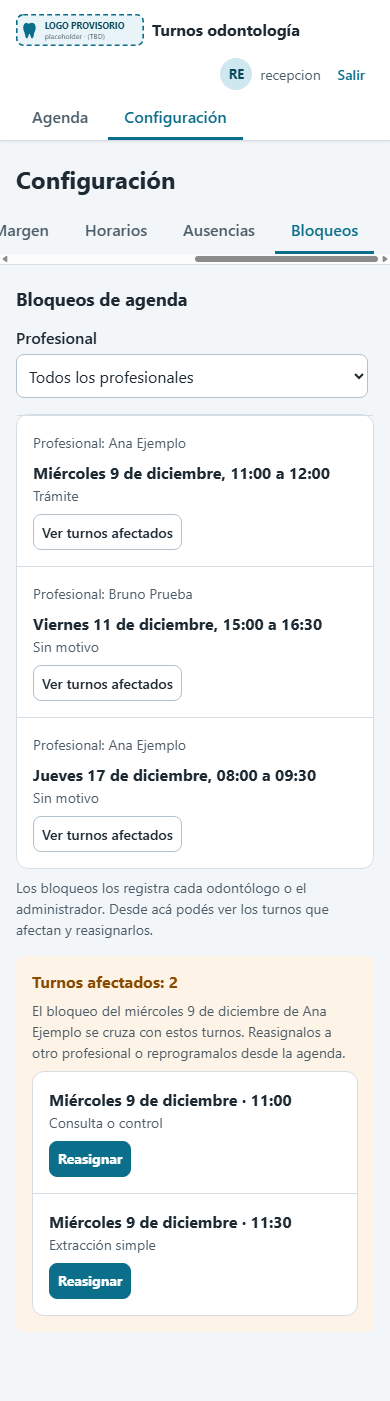 LOGO PROVISORIO
placeholder · (TBD)
Turnos odontología
RE
recepcion
Salir
Agenda
Configuración
Configuración
Margen
Horarios
Ausencias
Bloqueos
Bloqueos de agenda
Profesional
Todos los profesionales
Profesional: Ana Ejemplo
Miércoles 9 de diciembre, 11:00 a 12:00
Trámite
Ver turnos afectados
Profesional: Bruno Prueba
Viernes 11 de diciembre, 15:00 a 16:30
Sin motivo
Ver turnos afectados
Profesional: Ana Ejemplo
Jueves 17 de diciembre, 08:00 a 09:30
Sin motivo
Ver turnos afectados
Los bloqueos los registra cada odontólogo o el
administrador. Desde acá podés ver los turnos que
afectan y reasignarlos.
Turnos afectados: 2
El bloqueo del miércoles 9 de diciembre de Ana
Ejemplo se cruza con estos turnos. Reasignalos a
otro profesional o reprogramalos desde la agenda.
Miércoles 9 de diciembre · 11:00
Consulta o control
Reasignar
Miércoles 9 de diciembre · 11:30
Extracción simple
Reasignar